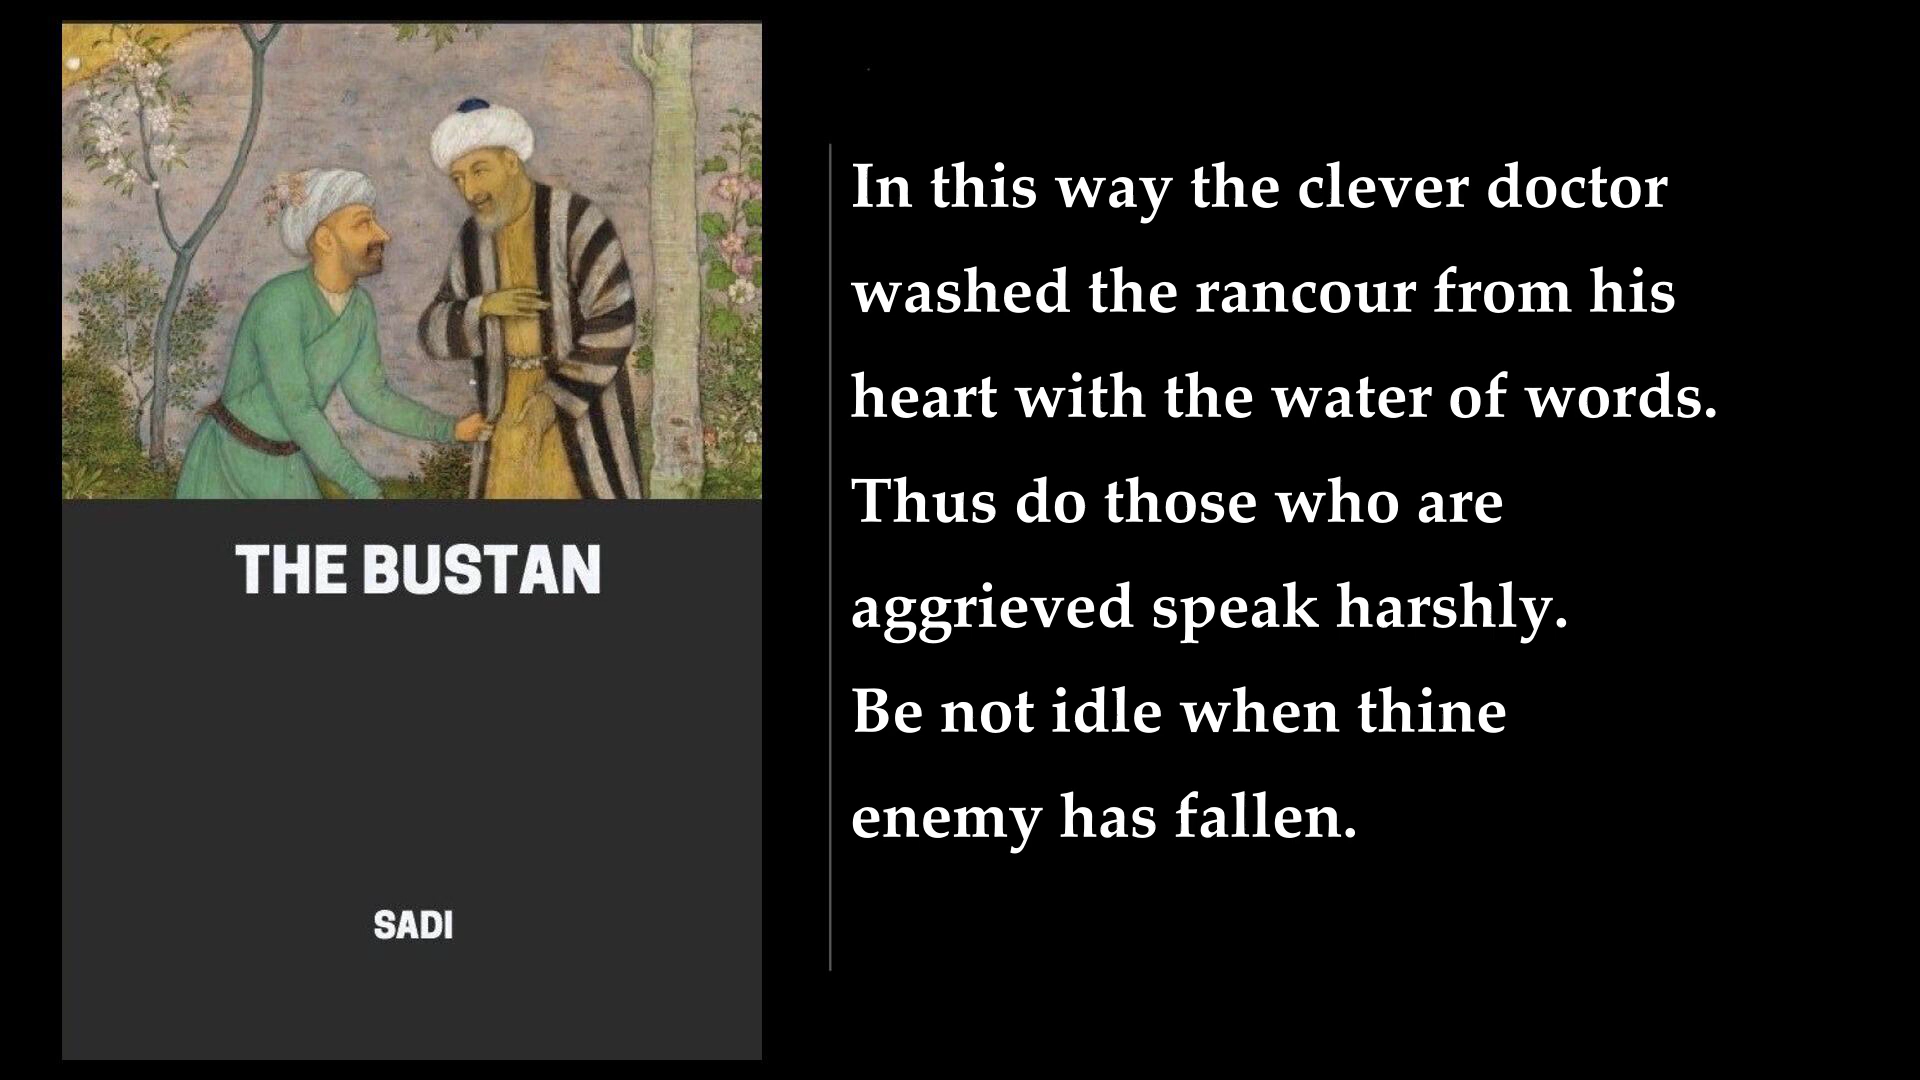 THE BUSTAN
SADI
In this way the clever doctor
washed the rancour from his
heart with the water of words.
Thus do those who are
aggrieved speak harshly.
Be not idle when thine
enemy has fallen.